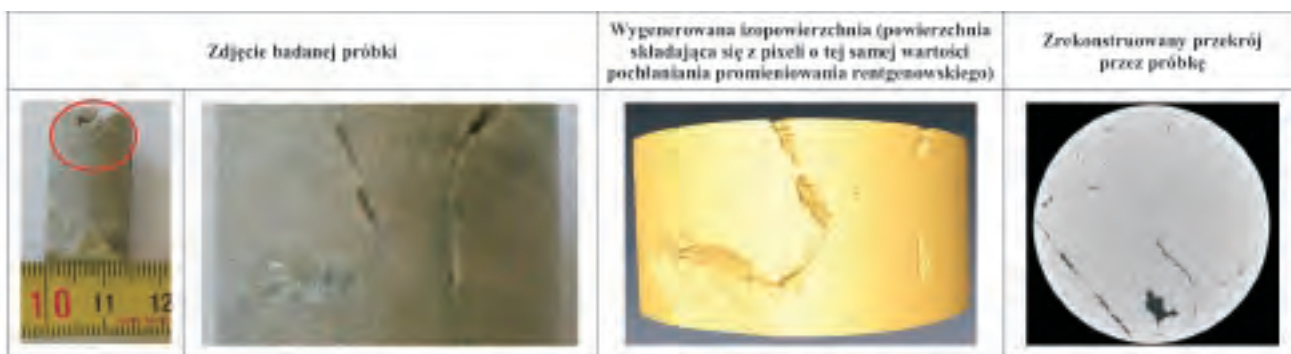 Zdjęcie badanej próbki
Wygenerowana izopowierzchnia (powierzchnia
składająca się z pixeli o tej samej wartości
pochłaniania promieniowania rentgenowskiego)
Zrekonstruowany przekrój
przez próbkę
10 11 12